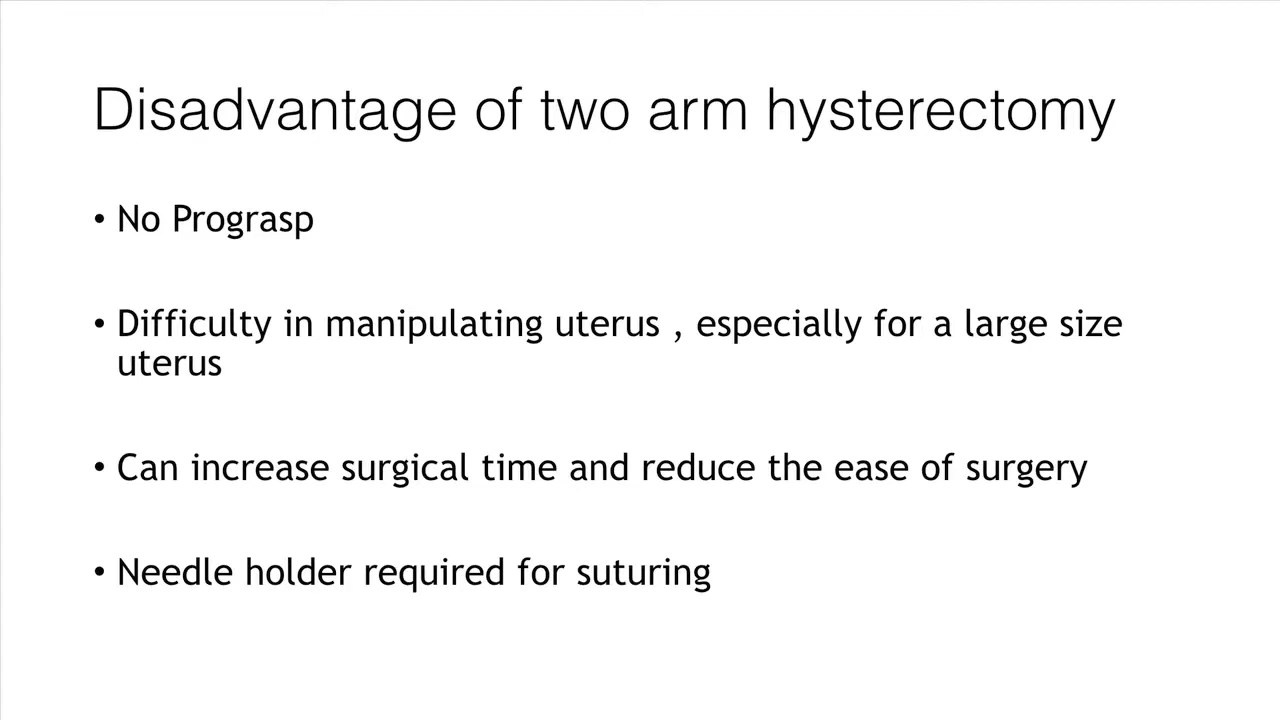 Disadvantage of two arm hysterectomy
• No Prograsp
• Difficulty in manipulating uterus , especially for a large size
uterus
• Can increase surgical time and reduce the ease of surgery
• Needle holder required for suturing